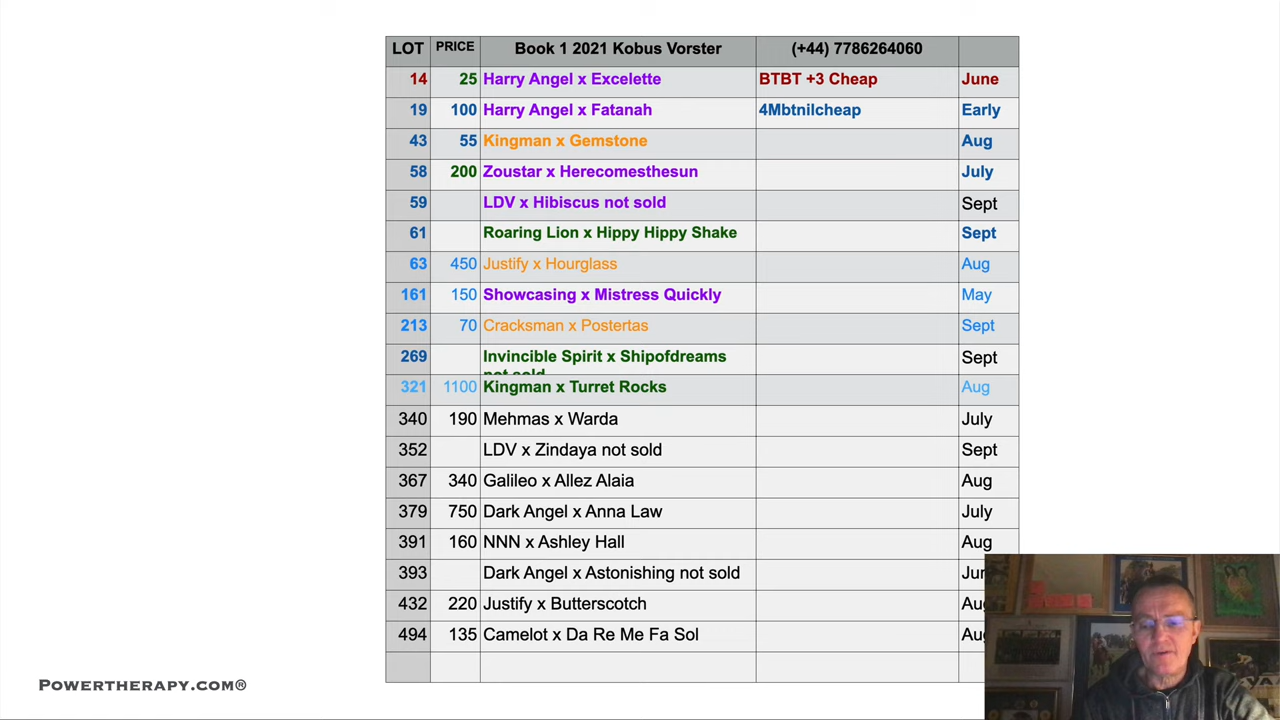 LOT PRICE Book 1 2021 Kobus Vorster (+44) 7786264060
14 25 Harry Angel x Excelette BTBT +3 Cheap June
19 100 Harry Angel x Fatanah 4Mbtnilcheap Early
43 55 Kingman x Gemstone Aug
58 200 Zoustar x Herecomesthesun July
59 LDV x Hibiscus not sold Sept
61 Roaring Lion x Hippy Hippy Shake Sept
63 450 Justify x Hourglass Aug
161 150 Showcasing x Mistress Quickly May
213 70 Cracksman x Postertas Sept
269 Invincible Spirit x Shipofdreams Sept
not sold
321 1100 Kingman x Turret Rocks Aug
340 190 Mehmas x Warda July
352 LDV x Zindaya not sold Sept
367 340 Galileo x Allez Alaia Aug
379 750 Dark Angel x Anna Law July
391 160 NNN x Ashley Hall Aug
393 Dark Angel x Astonishing not sold
432 220 Justify x Butterscotch
494 135 Camelot x Da Re Me Fa Sol
POWERTHERAPY.COM®